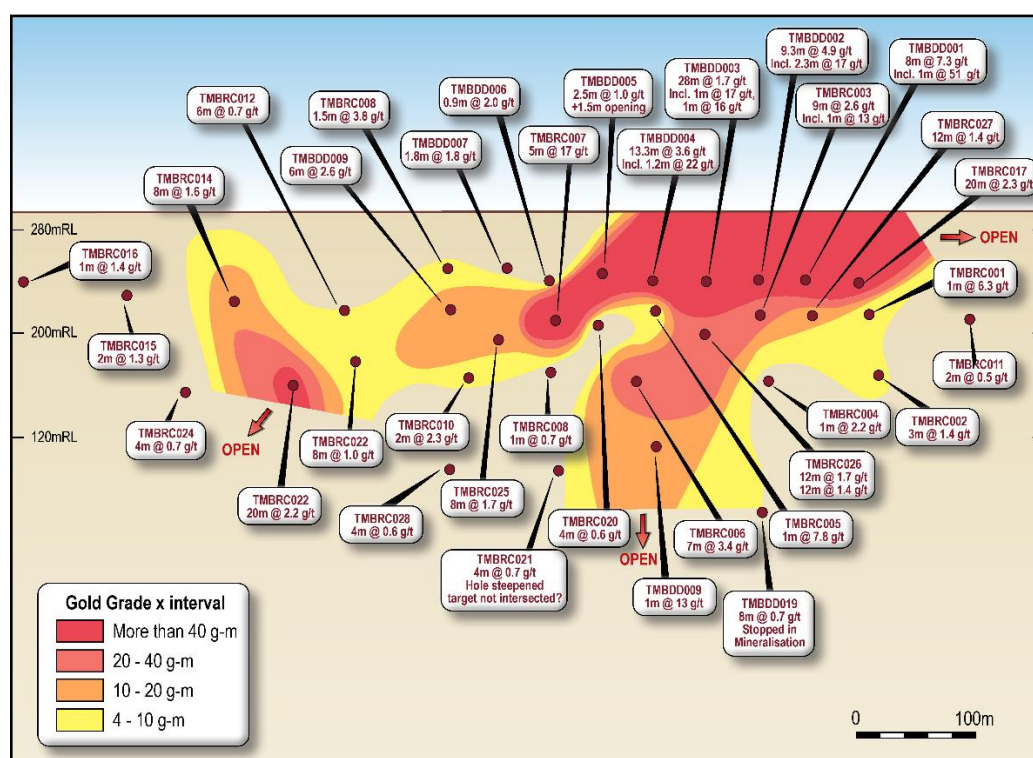 TMBDD002
9.3m @ 4.9 g/t
Incl. 2.3m @ 17 g/t
TMBDD001
8m @ 7.3 g/t
Incl. 1m @ 51 g/t
TMBDD003
28m @ 1.7 g/t
Incl. 1m @ 17 g/t,
1m @ 16 g/t
TMBDD005
2.5m @ 1.0 g/t
+1.5m opening
TMBDD006
0.9m @ 2.0 g/t
TMBRC008
1.5m @ 3.8 g/t
TMBRC012
6m @ 0.7 g/t
TMBRC003
9m @ 2.6 g/t
Incl. 1m @ 13 g/t
TMBRC027
12m @ 1.4 g/t
TMBDD007
1.8m @ 1.8 g/t
TMBRC007
5m @ 17 g/t
TMBDD004
13.3m @ 3.6 g/t
Incl. 1.2m @ 22 g/t
TMBDD009
6m @ 2.6 g/t
TMBRC017
20m @ 2.3 g/t
TMBRC014
8m @ 1.6 g/t
280mRL
OPEN
TMBRC016
1m @ 1.4 g/t
TMBRC001
1m @ 6.3 g/t
200mRL
TMBRC015
2m @ 1.3 g/t
TMBRC011
2m @ 0.5 g/t
120mRL
TMBRC024
4m @ 0.7 g/t
OPEN
TMBRC022
8m @ 1.0 g/t
TMBRC010
2m @ 2.3 g/t
TMBRC008
1m @ 0.7 g/t
TMBRC004
1m @ 2.2 g/t
TMBRC002
3m @ 1.4 g/t
TMBRC022
20m @ 2.2 g/t
TMBRC028
4m @ 0.6 g/t
TMBRC025
8m @ 1.7 g/t
TMBRC020
4m @ 0.6 g/t
OPEN
TMBRC006
7m @ 3.4 g/t
TMBRC026
12m @ 1.7 g/t
12m @ 1.4 g/t
TMBRC005
1m @ 7.8 g/t
TMBRC021
4m @ 0.7 g/t
Hole steepened
target not intersected?
TMBDD009
1m @ 13 g/t
TMBDD019
8m @ 0.7 g/t
Stopped in
Mineralisation
Gold Grade x interval
More than 40 g-m
20 - 40 g-m
10 - 20 g-m
4 - 10 g-m
0 100m